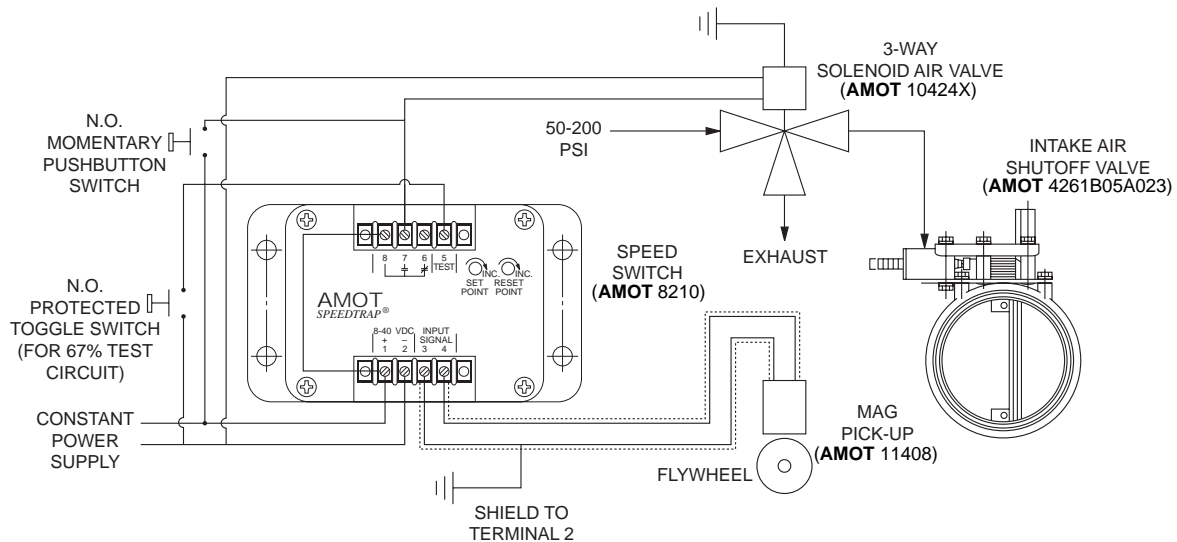 3-WAY
SOLENOID AIR VALVE
(AMOT 10424X)
N.O.
MOMENTARY
PUSHBUTTON
SWITCH
50-200
PSI
INTAKE AIR
SHUTOFF VALVE
(AMOT 4261B05A023)
EXHAUST
8 7 6 5
TEST
INC. INC.
SET POINT RESET POINT
SPEED
SWITCH
(AMOT 8210)
AMOT
SPEEDTRAP®
N.O.
PROTECTED
TOGGLE SWITCH
(FOR 67% TEST
CIRCUIT)
8-40 VDC INPUT SIGNAL
+ –
1 2 3 4
CONSTANT
POWER
SUPPLY
MAG
PICK-UP
(AMOT 11408)
FLYWHEEL
SHIELD TO
TERMINAL 2